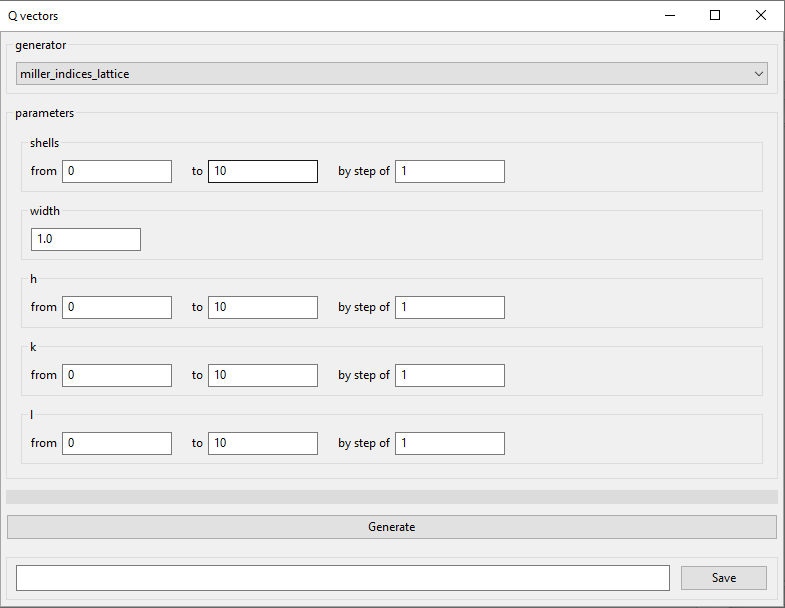 Q vectors
generator
miller_indices_lattice
parameters
shells
from 0 to 10 by step of 1
width
1.0
h
from 0 to 10 by step of 1
k
from 0 to 10 by step of 1
l
from 0 to 10 by step of 1
Generate
Save